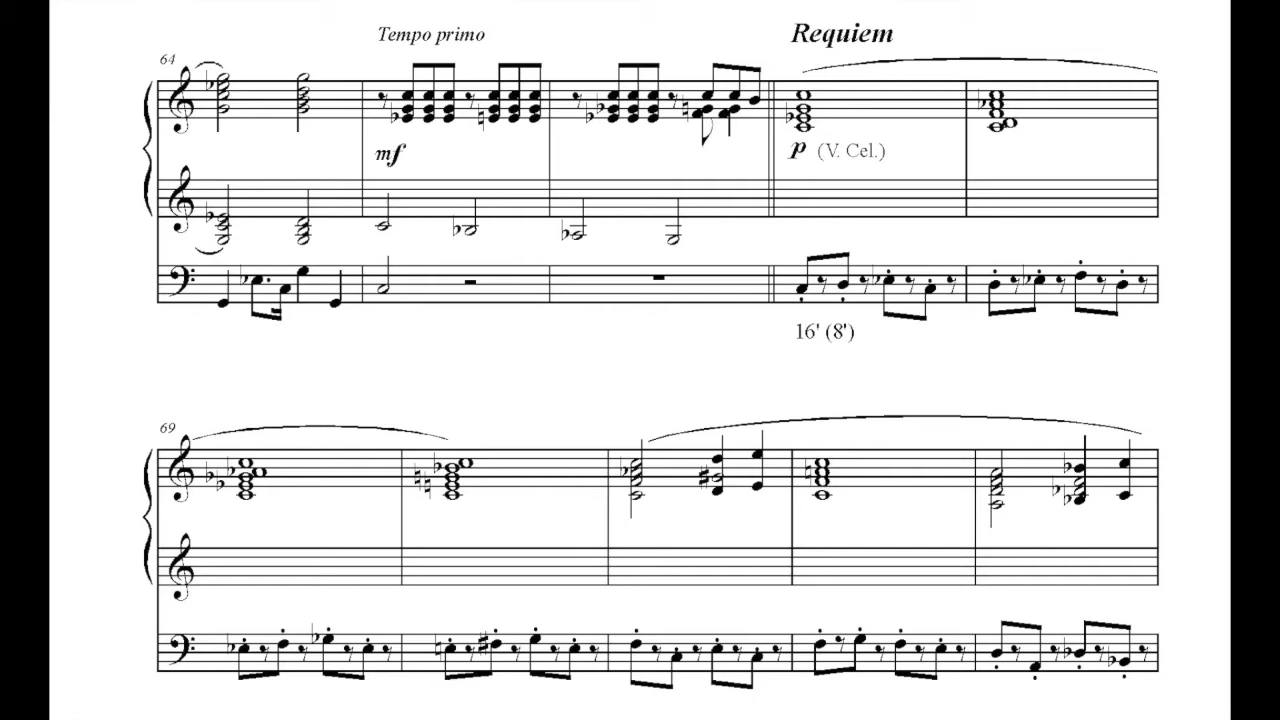 Tempo primo
Requiem
64
mf
p (V. Cel.)
16' (8')
69